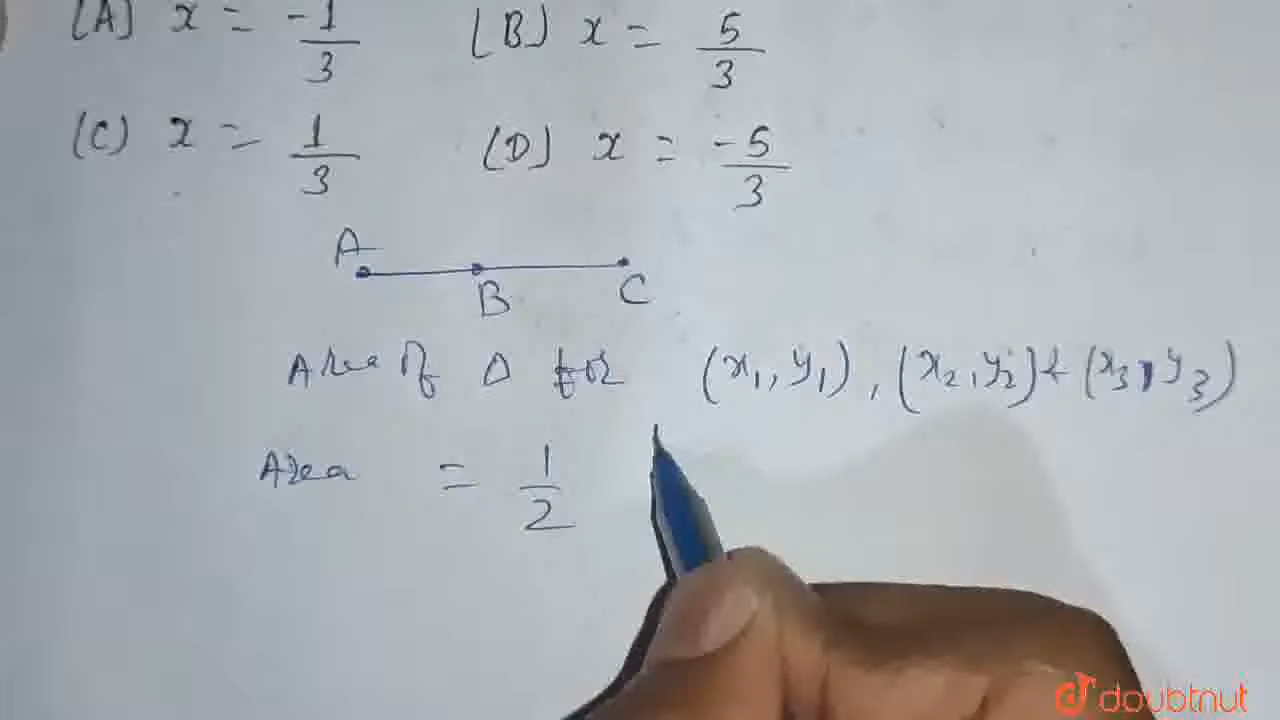 (A) x = -1/3 (B) x = 5/3
(C) x = 1/3 (D) x = -5/3
A B C
Area of Δ for (x₁, y₁), (x₂, y₂) & (x₃, y₃)
Area = 1/2
doubtnut